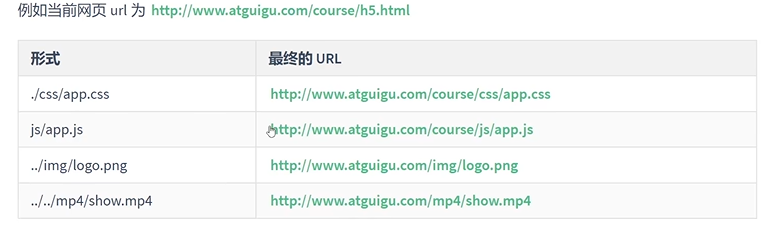 例如当前网页 url 为 http://www.atguigu.com/course/h5.html
形式 最终的 URL
./css/app.css http://www.atguigu.com/course/css/app.css
js/app.js http://www.atguigu.com/course/js/app.js
../img/logo.png http://www.atguigu.com/img/logo.png
../../mp4/show.mp4 http://www.atguigu.com/mp4/show.mp4